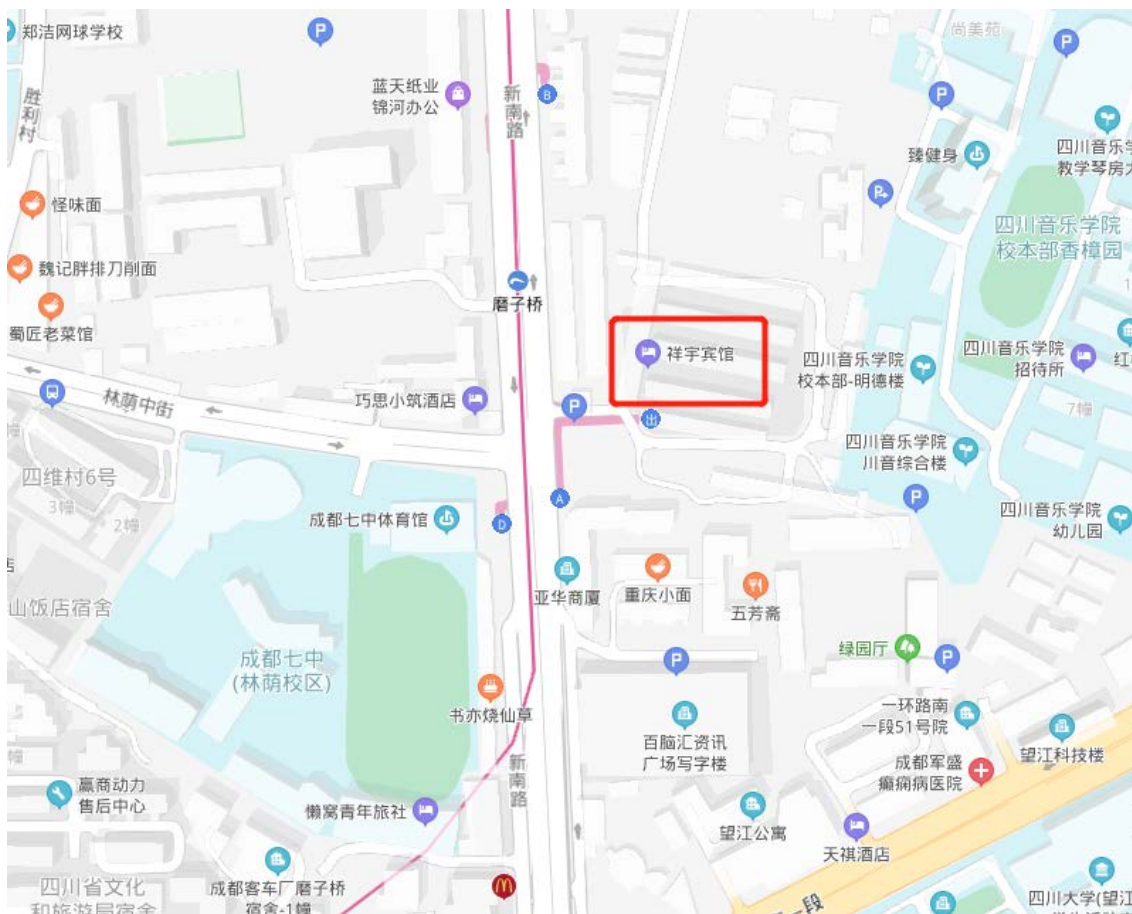 郑洁网球学校
P
尚美苑
P
蓝天纸业
锦河办公
新南路
B
P
胜利村
四川音乐学
教学琴房大
臻健身
P
怪味面
四川音乐学院
校本部香樟园
魏记胖排刀削面
磨子桥
蜀匠老菜馆
祥宇宾馆
四川音乐学院
校本部-明德楼
四川音乐学院
招待所
红
林荫中街
巧思小筑酒店
P
出
7幢
四川音乐学院
川音综合楼
四维村6号
3幢
2幢
A
P
成都七中体育馆
D
四川音乐学院
幼儿园
店
亚华商厦
重庆小面
五芳斋
山饭店宿舍
绿园厅
P
成都七中
(林荫校区)
P
书亦烧仙草
一环路南
一段51号院
百脑汇资讯
广场写字楼
望江科技楼
新南路
成都军盛
癫痫病医院
赢商动力
售后中心
懒窝青年旅社
望江公寓
天祺酒店
四川省文化
和旅游局宿舍
成都客车厂磨子桥
宿舍-1幢
一段
四川大学(望江